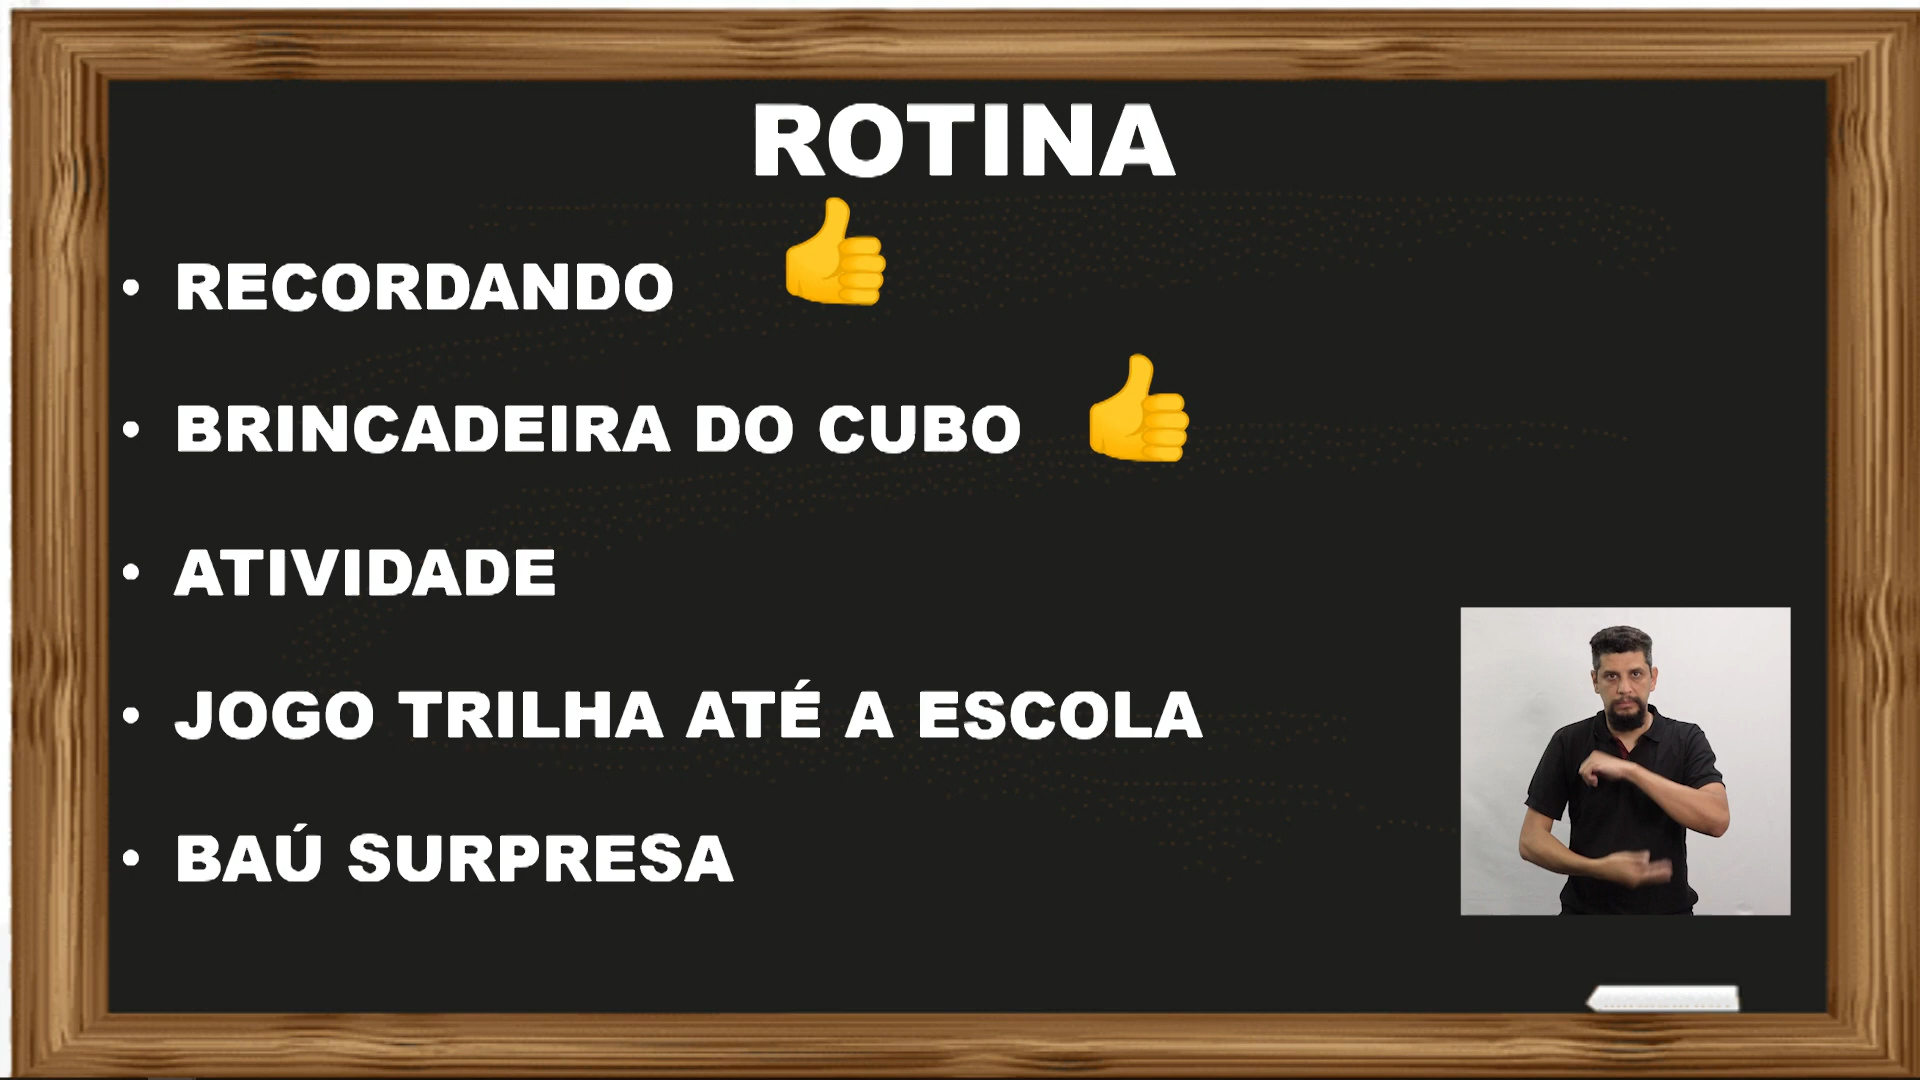 ROTINA
• RECORDANDO
• BRINCADEIRA DO CUBO
• ATIVIDADE
• JOGO TRILHA ATÉ A ESCOLA
• BAÚ SURPRESA